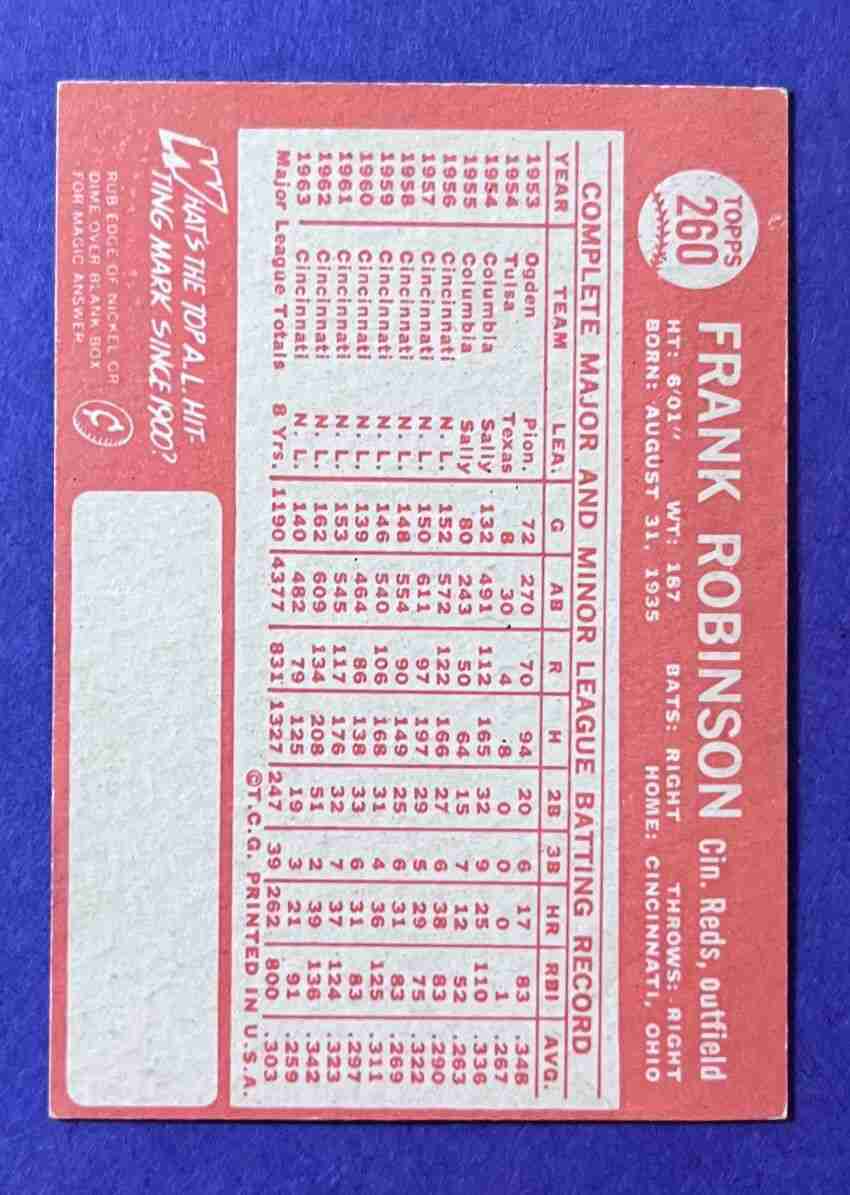 TOPPS
260
FRANK ROBINSON Cin. Reds, outfield
HT: 6'01" WT: 187 BATS: RIGHT THROWS: RIGHT
BORN: AUGUST 31, 1935 HOME: CINCINNATI, OHIO
COMPLETE MAJOR AND MINOR LEAGUE BATTING RECORD
YEAR TEAM LEA. G AB R H 2B 3B HR RBI AVG.
1953 Ogden Pion. 72 270 70 94 20 6 17 83 .348
1954 Tulsa Texas 8 30 4 8 0 0 0 1 .267
1954 Columbia Sally 132 491 112 165 32 9 25 110 .336
1955 Columbia Sally 80 243 50 64 15 7 12 52 .263
1956 Cincinnati N. L. 152 572 122 166 27 6 38 83 .290
1957 Cincinnati N. L. 150 611 97 197 29 5 29 75 .322
1958 Cincinnati N. L. 148 554 90 149 25 6 31 83 .269
1959 Cincinnati N. L. 146 540 106 168 31 4 36 125 .311
1960 Cincinnati N. L. 139 464 86 138 33 6 31 83 .297
1961 Cincinnati N. L. 153 545 117 176 32 7 37 124 .323
1962 Cincinnati N. L. 162 609 134 208 51 2 39 136 .342
1963 Cincinnati N. L. 140 482 79 125 19 3 21 91 .259
Major League Totals 8 Yrs. 1190 4377 831 1327 247 39 262 800 .303
©T.C.G. PRINTED IN U.S.A.
WHAT'S THE TOP A.L. HIT-
TING MARK SINCE 1900?
RUB EDGE OF NICKEL OR
DIME OVER BLANK BOX
FOR MAGIC ANSWER